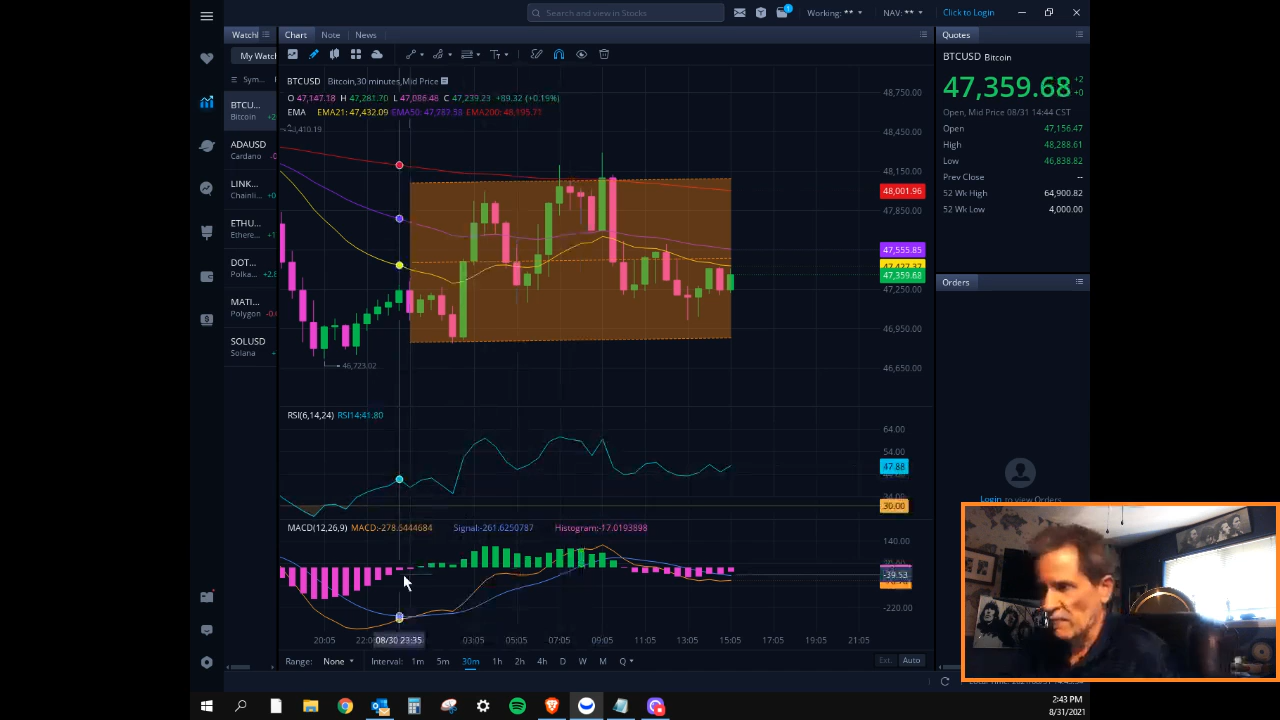 Search and view in Stocks
1
Working: **
NAV: **
Click to Login
Watchl
Chart
Note
News
Quotes
My Watch
Sym...
BTCU...
Bitcoin
ADAUSD
Cardano
LINK...
Chainli...
ETHU...
Ethere...
DOT...
Polka...
MATI...
Polygon
SOLUSD
Solana
BTCUSD Bitcoin,30 minutes,Mid Price
O 47,147.18 H 47,281.70 L 47,086.48 C 47,239.23 +89.32 (+0.19%)
EMA EMA21: 47,432.09 EMA50: 47,787.58 EMA200: 48,195.71
46,723.02
48,750.00
48,450.00
48,150.00
48,001.96
47,850.00
47,555.85
47,359.68
47,250.00
46,950.00
46,650.00
RSI(6,14,24) RSI14:41.80
64.00
54.00
47.88
30.00
MACD(12,26,9) Signal:-261.6250787 Histogram:-17.0193898
140.00
-39.53
-220.00
20:05
08/30 23:35
03:05
05:05
07:05
09:05
11:05
13:05
15:05
17:05
19:05
21:05
Range: None Interval: 1m 5m 30m 1h 2h 4h D W M Q
Ext. Auto
BTCUSD Bitcoin
47,359.68 +2 +0
Open, Mid Price 08/31 14:44 CST
Open 47,156.47
High 48,288.61
Low 46,838.82
Prev Close --
52 Wk High 64,900.82
52 Wk Low 4,000.00
Orders
Login to view Orders
2:43 PM
8/31/2021